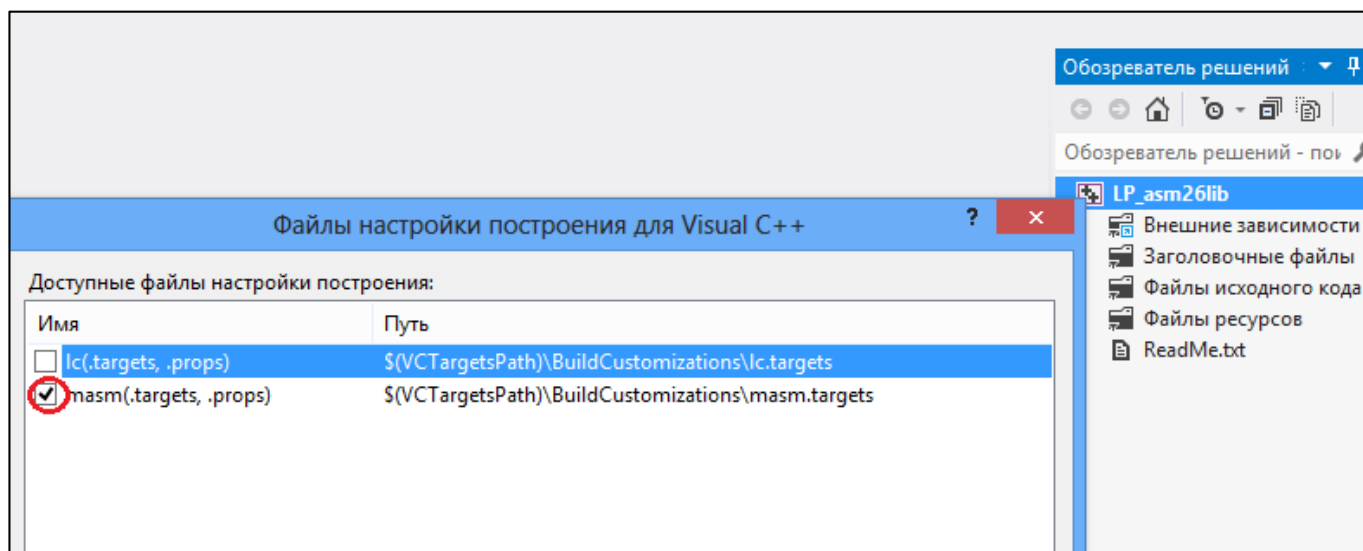 Обозреватель решений
Обозреватель решений - пои
LP_asm26lib
Внешние зависимости
Заголовочные файлы
Файлы исходного кода
Файлы ресурсов
ReadMe.txt
Файлы настройки построения для Visual C++ ?
Доступные файлы настройки построения:
Имя Путь
lc(.targets, .props) $(VCTargetsPath)\BuildCustomizations\lc.targets
masm(.targets, .props) $(VCTargetsPath)\BuildCustomizations\masm.targets